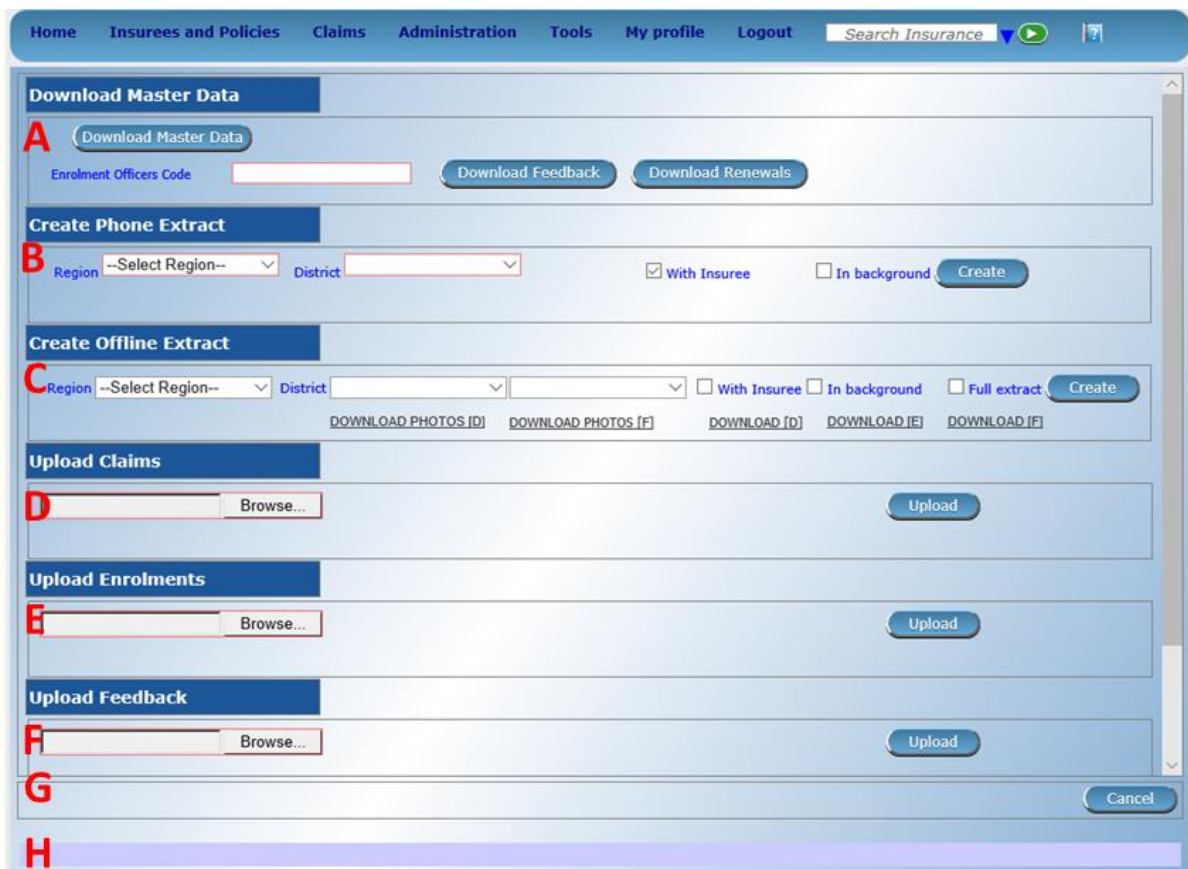 Home Insurees and Policies Claims Administration Tools My profile Logout Search Insurance ?
Download Master Data
A Download Master Data
Enrolment Officers Code Download Feedback Download Renewals
Create Phone Extract
B Region --Select Region-- District With Insuree In background Create
Create Offline Extract
C Region --Select Region-- District With Insuree In background Full extract Create
DOWNLOAD PHOTOS [D] DOWNLOAD PHOTOS [F] DOWNLOAD [D] DOWNLOAD [E] DOWNLOAD [F]
Upload Claims
D Browse... Upload
Upload Enrolments
E Browse... Upload
Upload Feedback
F Browse... Upload
G Cancel
H